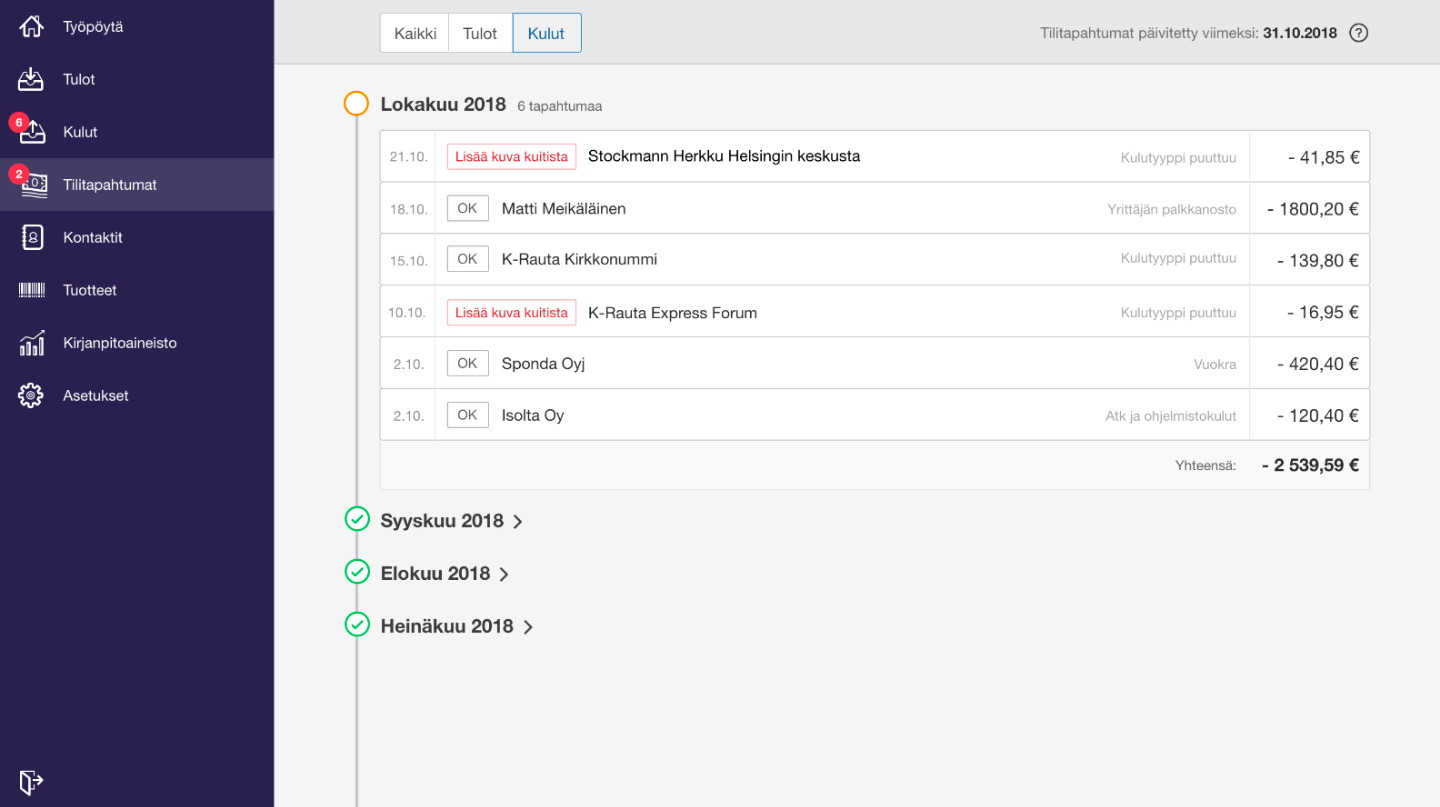 Työpöytä
Tulot
6
Kulut
2
Tilitapahtumat
Kontaktit
Tuotteet
Kirjanpitoaineisto
Asetukset
Kaikki Tulot Kulut
Tilitapahtumat päivitetty viimeksi: 31.10.2018 ?
Lokakuu 2018 6 tapahtumaa
21.10. Lisää kuva kuitista Stockmann Herkku Helsingin keskusta Kulutyyppi puuttuu - 41,85 €
18.10. OK Matti Meikäläinen Yrittäjän palkkanosto - 1800,20 €
15.10. OK K-Rauta Kirkkonummi Kulutyyppi puuttuu - 139,80 €
10.10. Lisää kuva kuitista K-Rauta Express Forum Kulutyyppi puuttuu - 16,95 €
2.10. OK Sponda Oyj Vuokra - 420,40 €
2.10. OK Isolta Oy Atk ja ohjelmistokulut - 120,40 €
Yhteensä: - 2 539,59 €
Syyskuu 2018
Elokuu 2018
Heinäkuu 2018